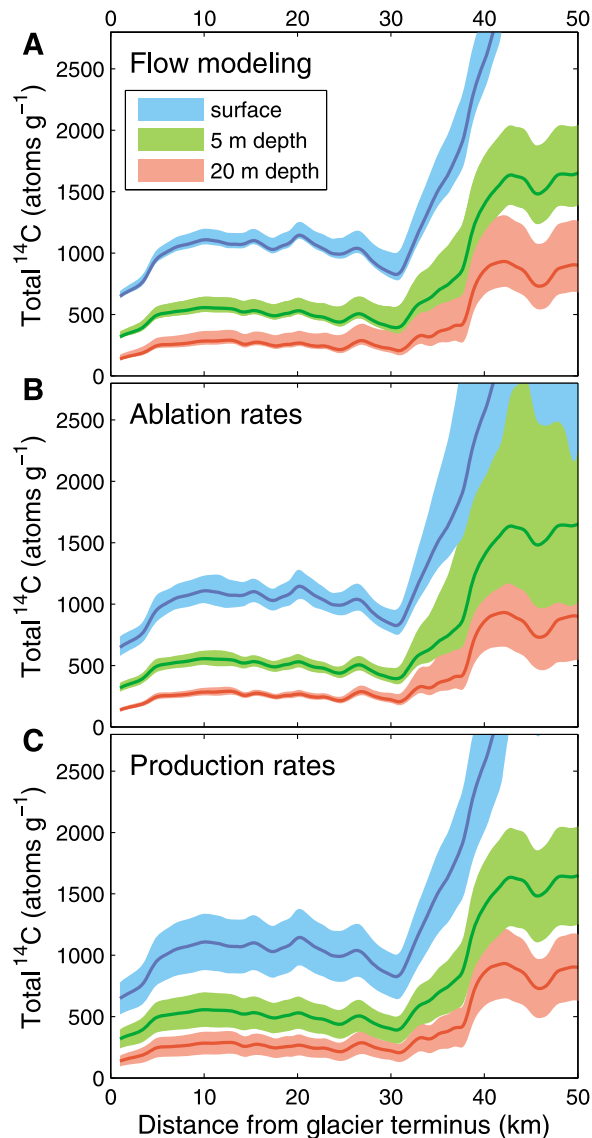 0 10 20 30 40 50
A
Flow modeling
surface
5 m depth
20 m depth
2500
2000
1500
1000
500
0
Total ¹⁴C (atoms g⁻¹)
B
Ablation rates
2500
2000
1500
1000
500
0
Total ¹⁴C (atoms g⁻¹)
C
Production rates
2500
2000
1500
1000
500
0
Total ¹⁴C (atoms g⁻¹)
0 10 20 30 40 50
Distance from glacier terminus (km)